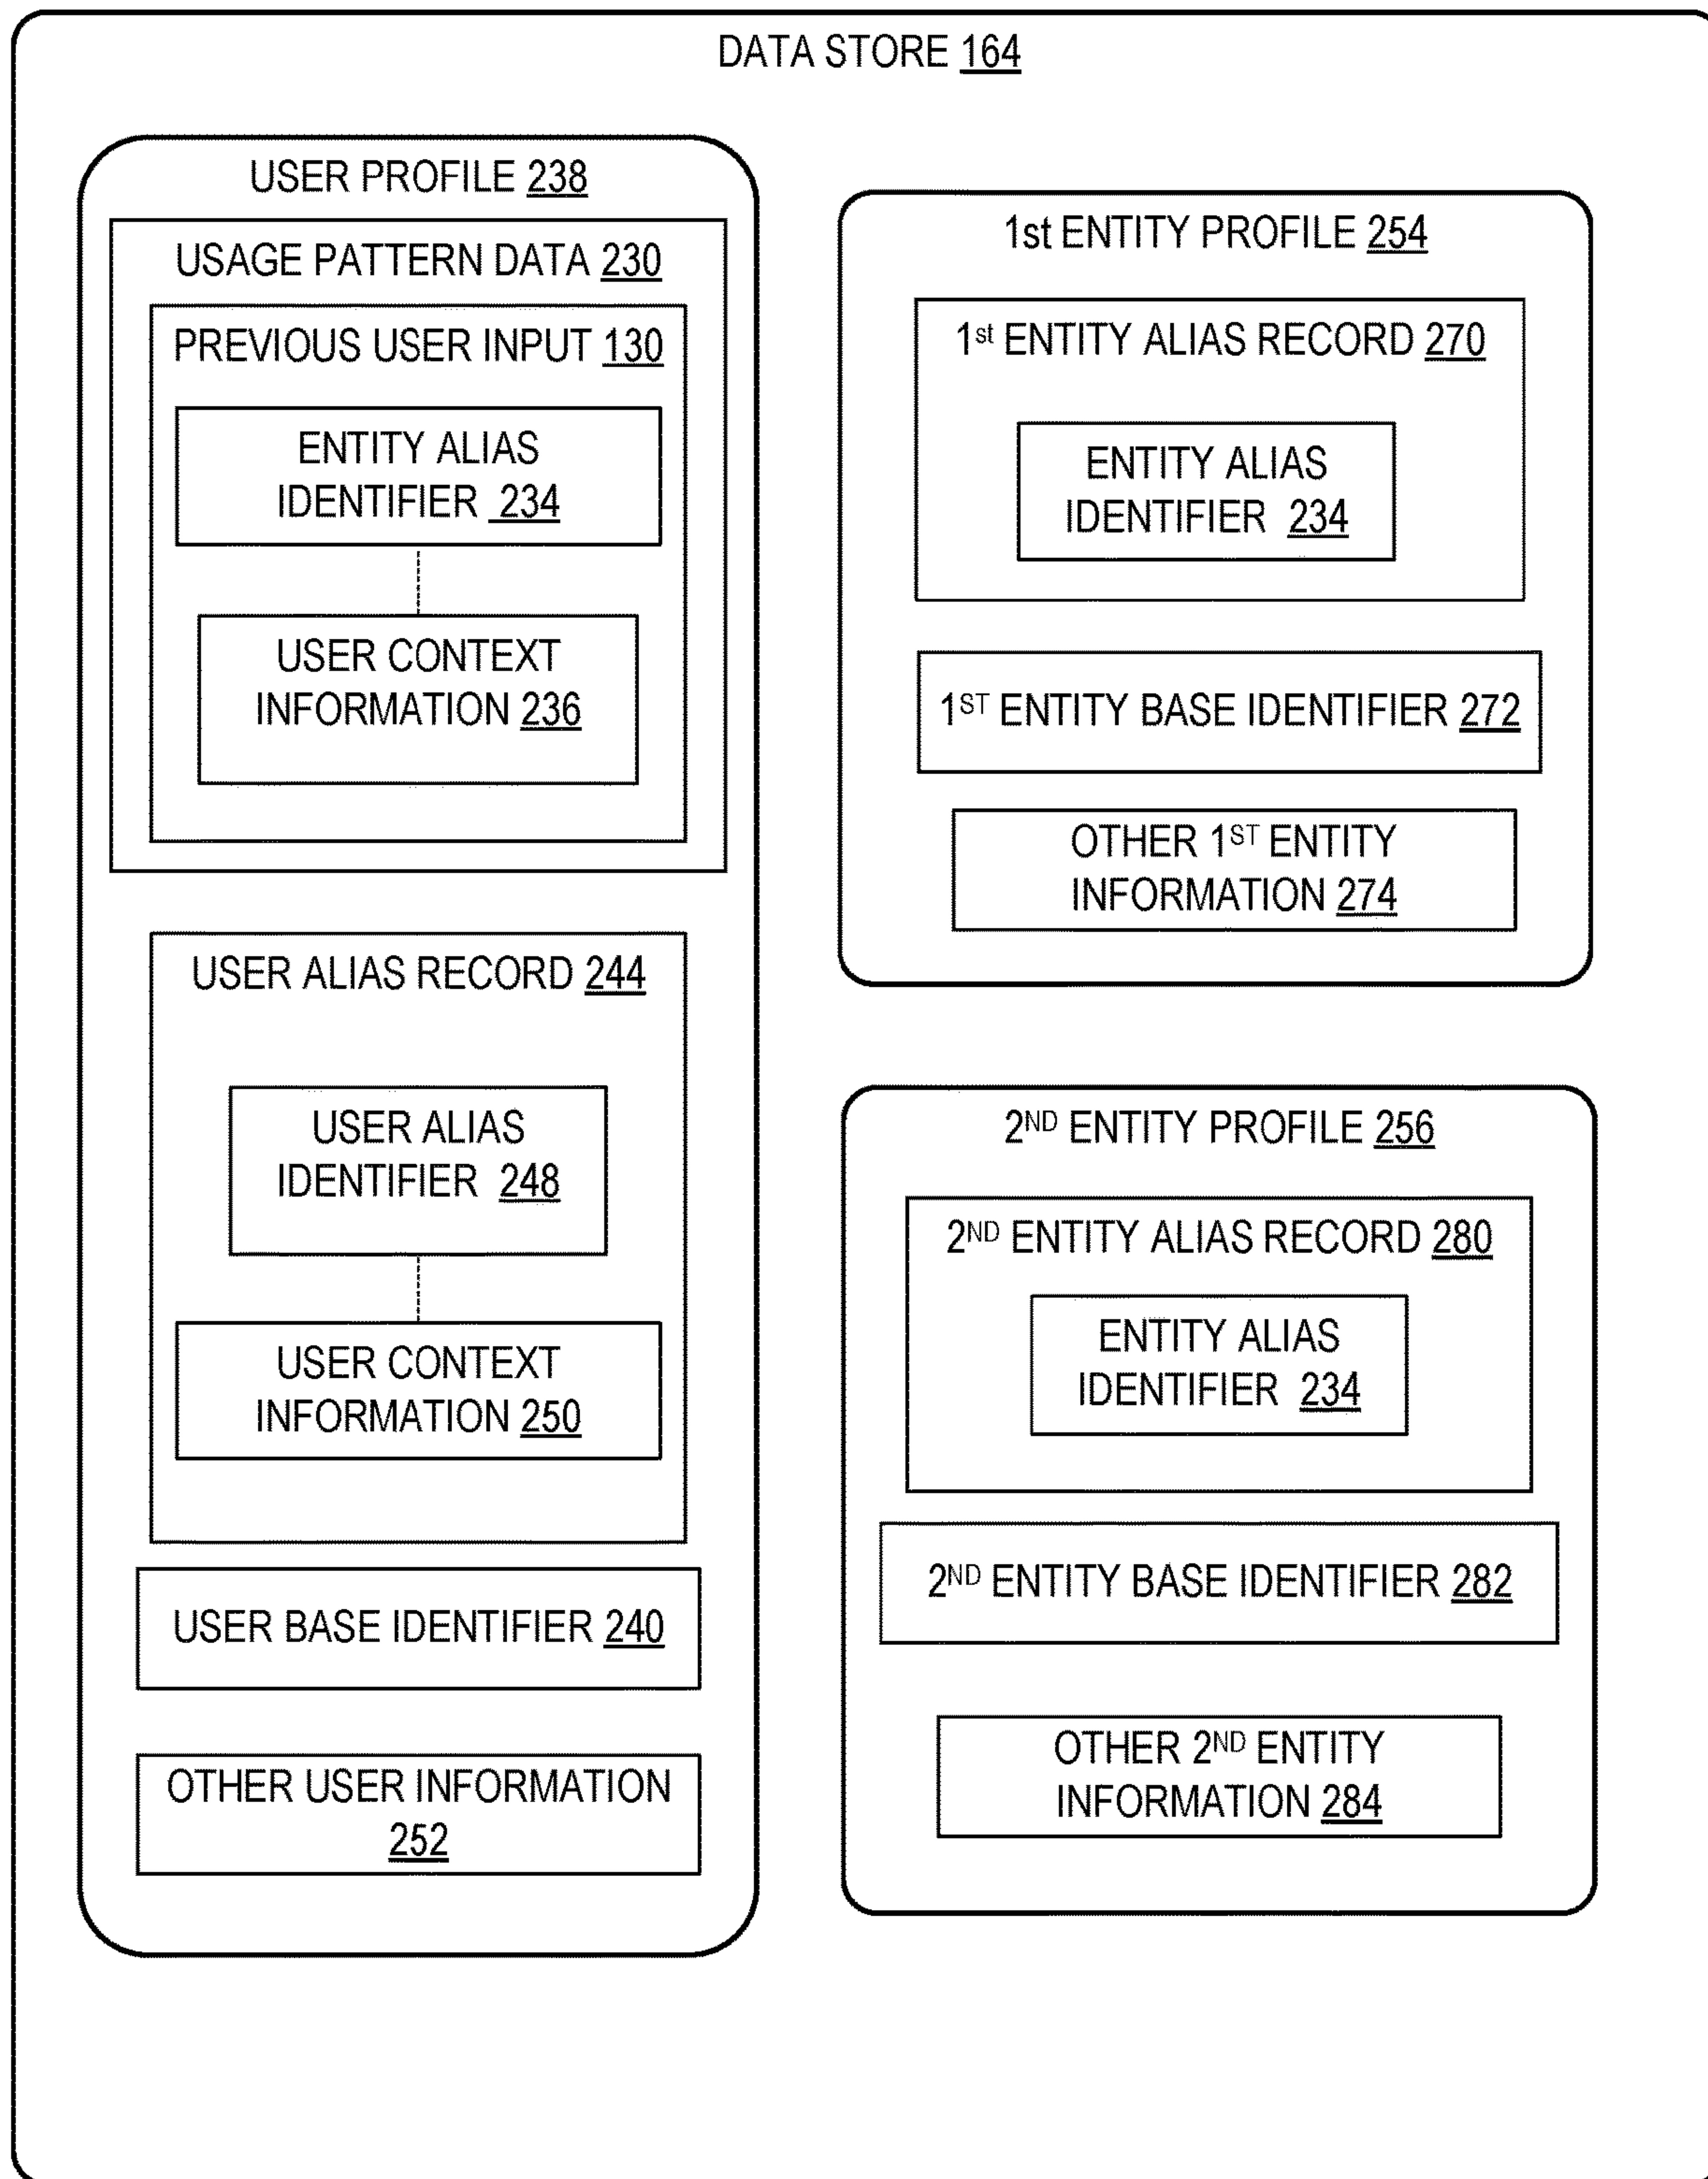 DATA STORE 164
USER PROFILE 238
USAGE PATTERN DATA 230
PREVIOUS USER INPUT 130
ENTITY ALIAS
IDENTIFIER 234
USER CONTEXT
INFORMATION 236
USER ALIAS RECORD 244
USER ALIAS
IDENTIFIER 248
USER CONTEXT
INFORMATION 250
USER BASE IDENTIFIER 240
OTHER USER INFORMATION
252
1st ENTITY PROFILE 254
1st ENTITY ALIAS RECORD 270
ENTITY ALIAS
IDENTIFIER 234
1ST ENTITY BASE IDENTIFIER 272
OTHER 1ST ENTITY
INFORMATION 274
2ND ENTITY PROFILE 256
2ND ENTITY ALIAS RECORD 280
ENTITY ALIAS
IDENTIFIER 234
2ND ENTITY BASE IDENTIFIER 282
OTHER 2ND ENTITY
INFORMATION 284